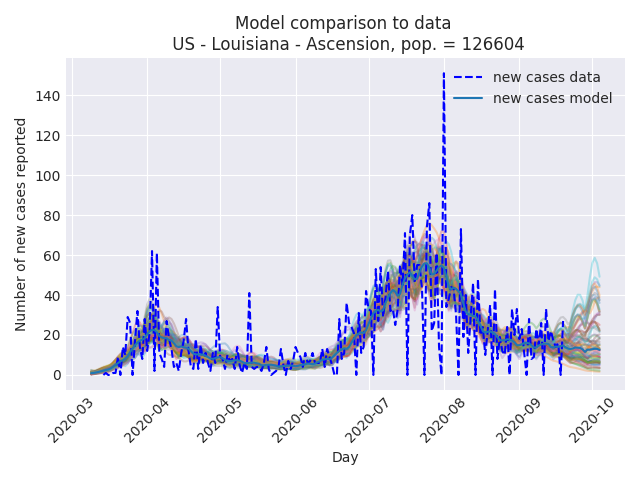 Model comparison to data
US - Louisiana - Ascension, pop. = 126604
new cases data
new cases model
Number of new cases reported
140
120
100
80
60
40
20
0
2020-03
2020-04
2020-05
2020-06
2020-07
2020-08
2020-09
2020-10
Day